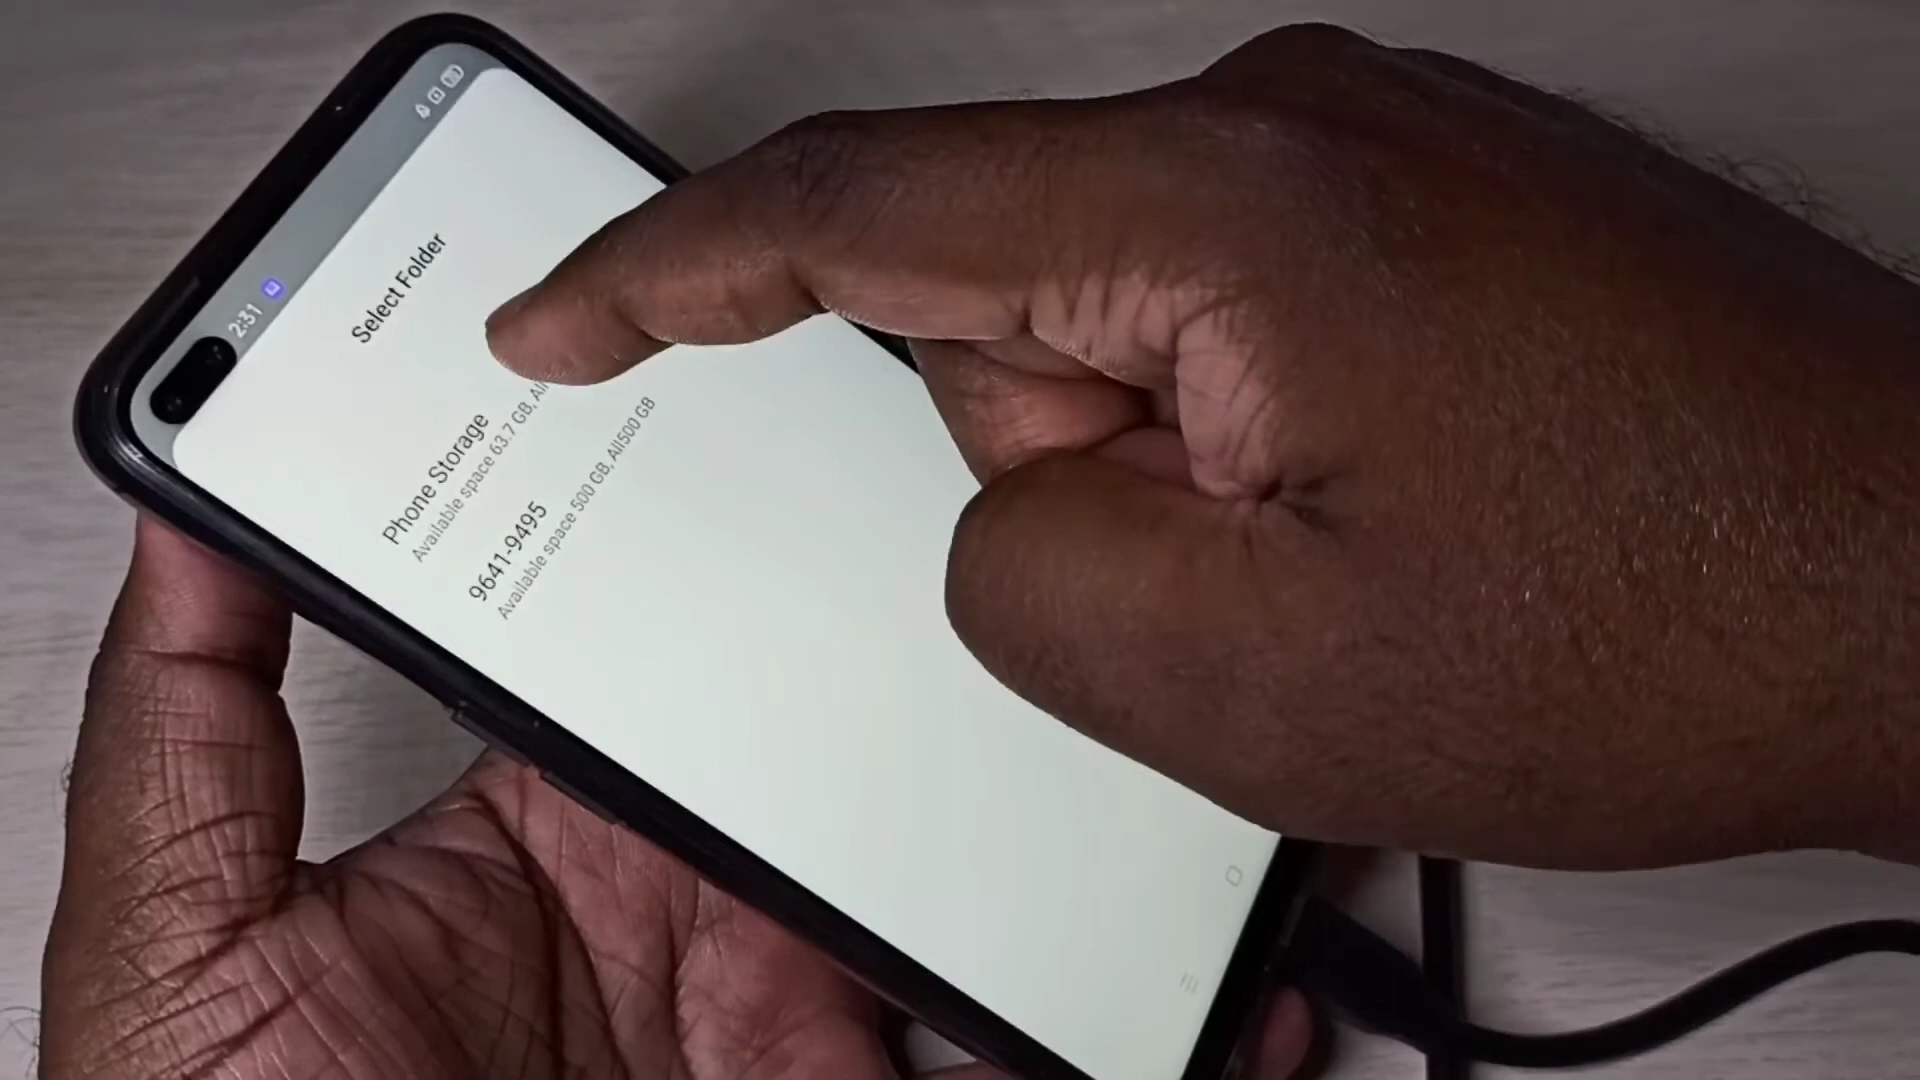 2:31
Select Folder
Phone Storage
Available space 63.7 GB, All
9641-9495
Available space 500 GB, All500 GB